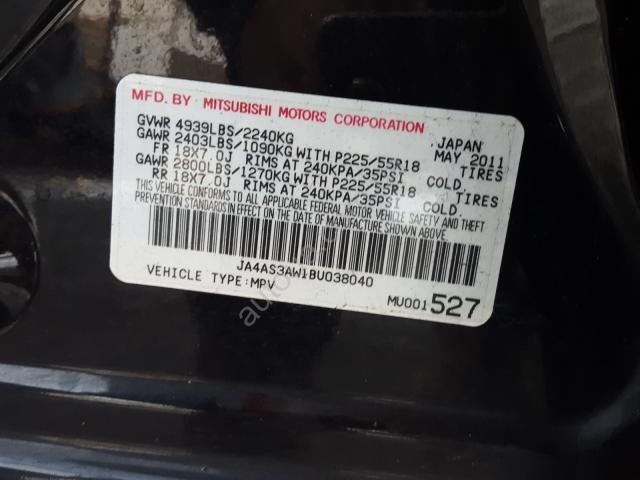 MFD. BY MITSUBISHI MOTORS CORPORATION
GVWR 4939LBS/2240KG JAPAN MAY 2011
GAWR 2403LBS/1090KG WITH P225/55R18 TIRES
FR 18X7.0J RIMS AT 240KPA/35PSI COLD.
GAWR 2800LBS/1270KG WITH P225/55R18 TIRES
RR 18X7.0J RIMS AT 240KPA/35PSI COLD.
THIS VEHICLE CONFORMS TO ALL APPLICABLE FEDERAL MOTOR VEHICLE SAFETY AND THEFT
PREVENTION STANDARDS IN EFFECT ON THE DATE OF MANUFACTURE SHOWN ABOVE.
JA4AS3AW1BU038040
VEHICLE TYPE:MPV
MU001527